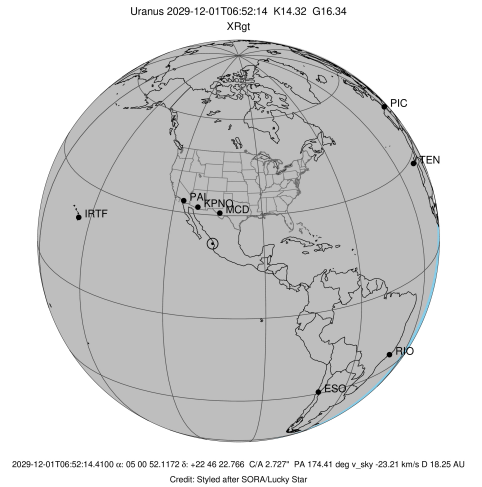 Uranus 2029-12-01T06:52:14 K14.32 G16.34
XRgt
PIC
TEN
PAL
KPNO
MCD
IRTF
RIO
ESO
2029-12-01T06:52:14.4100 α: 05 00 52.1172 δ: +22 46 22.766 C/A 2.727" PA 174.41 deg v_sky -23.21 km/s D 18.25 AU
Credit: Styled after SORA/Lucky Star